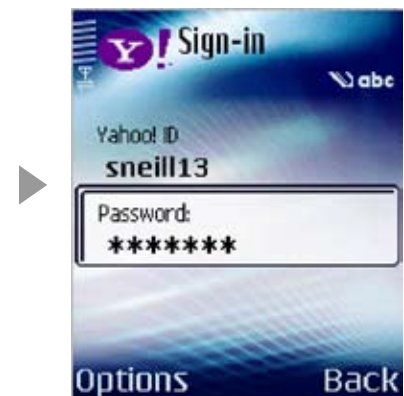 Y! Sign-in
abc
Yahoo! ID
sneill13
Password:
*******
Options Back